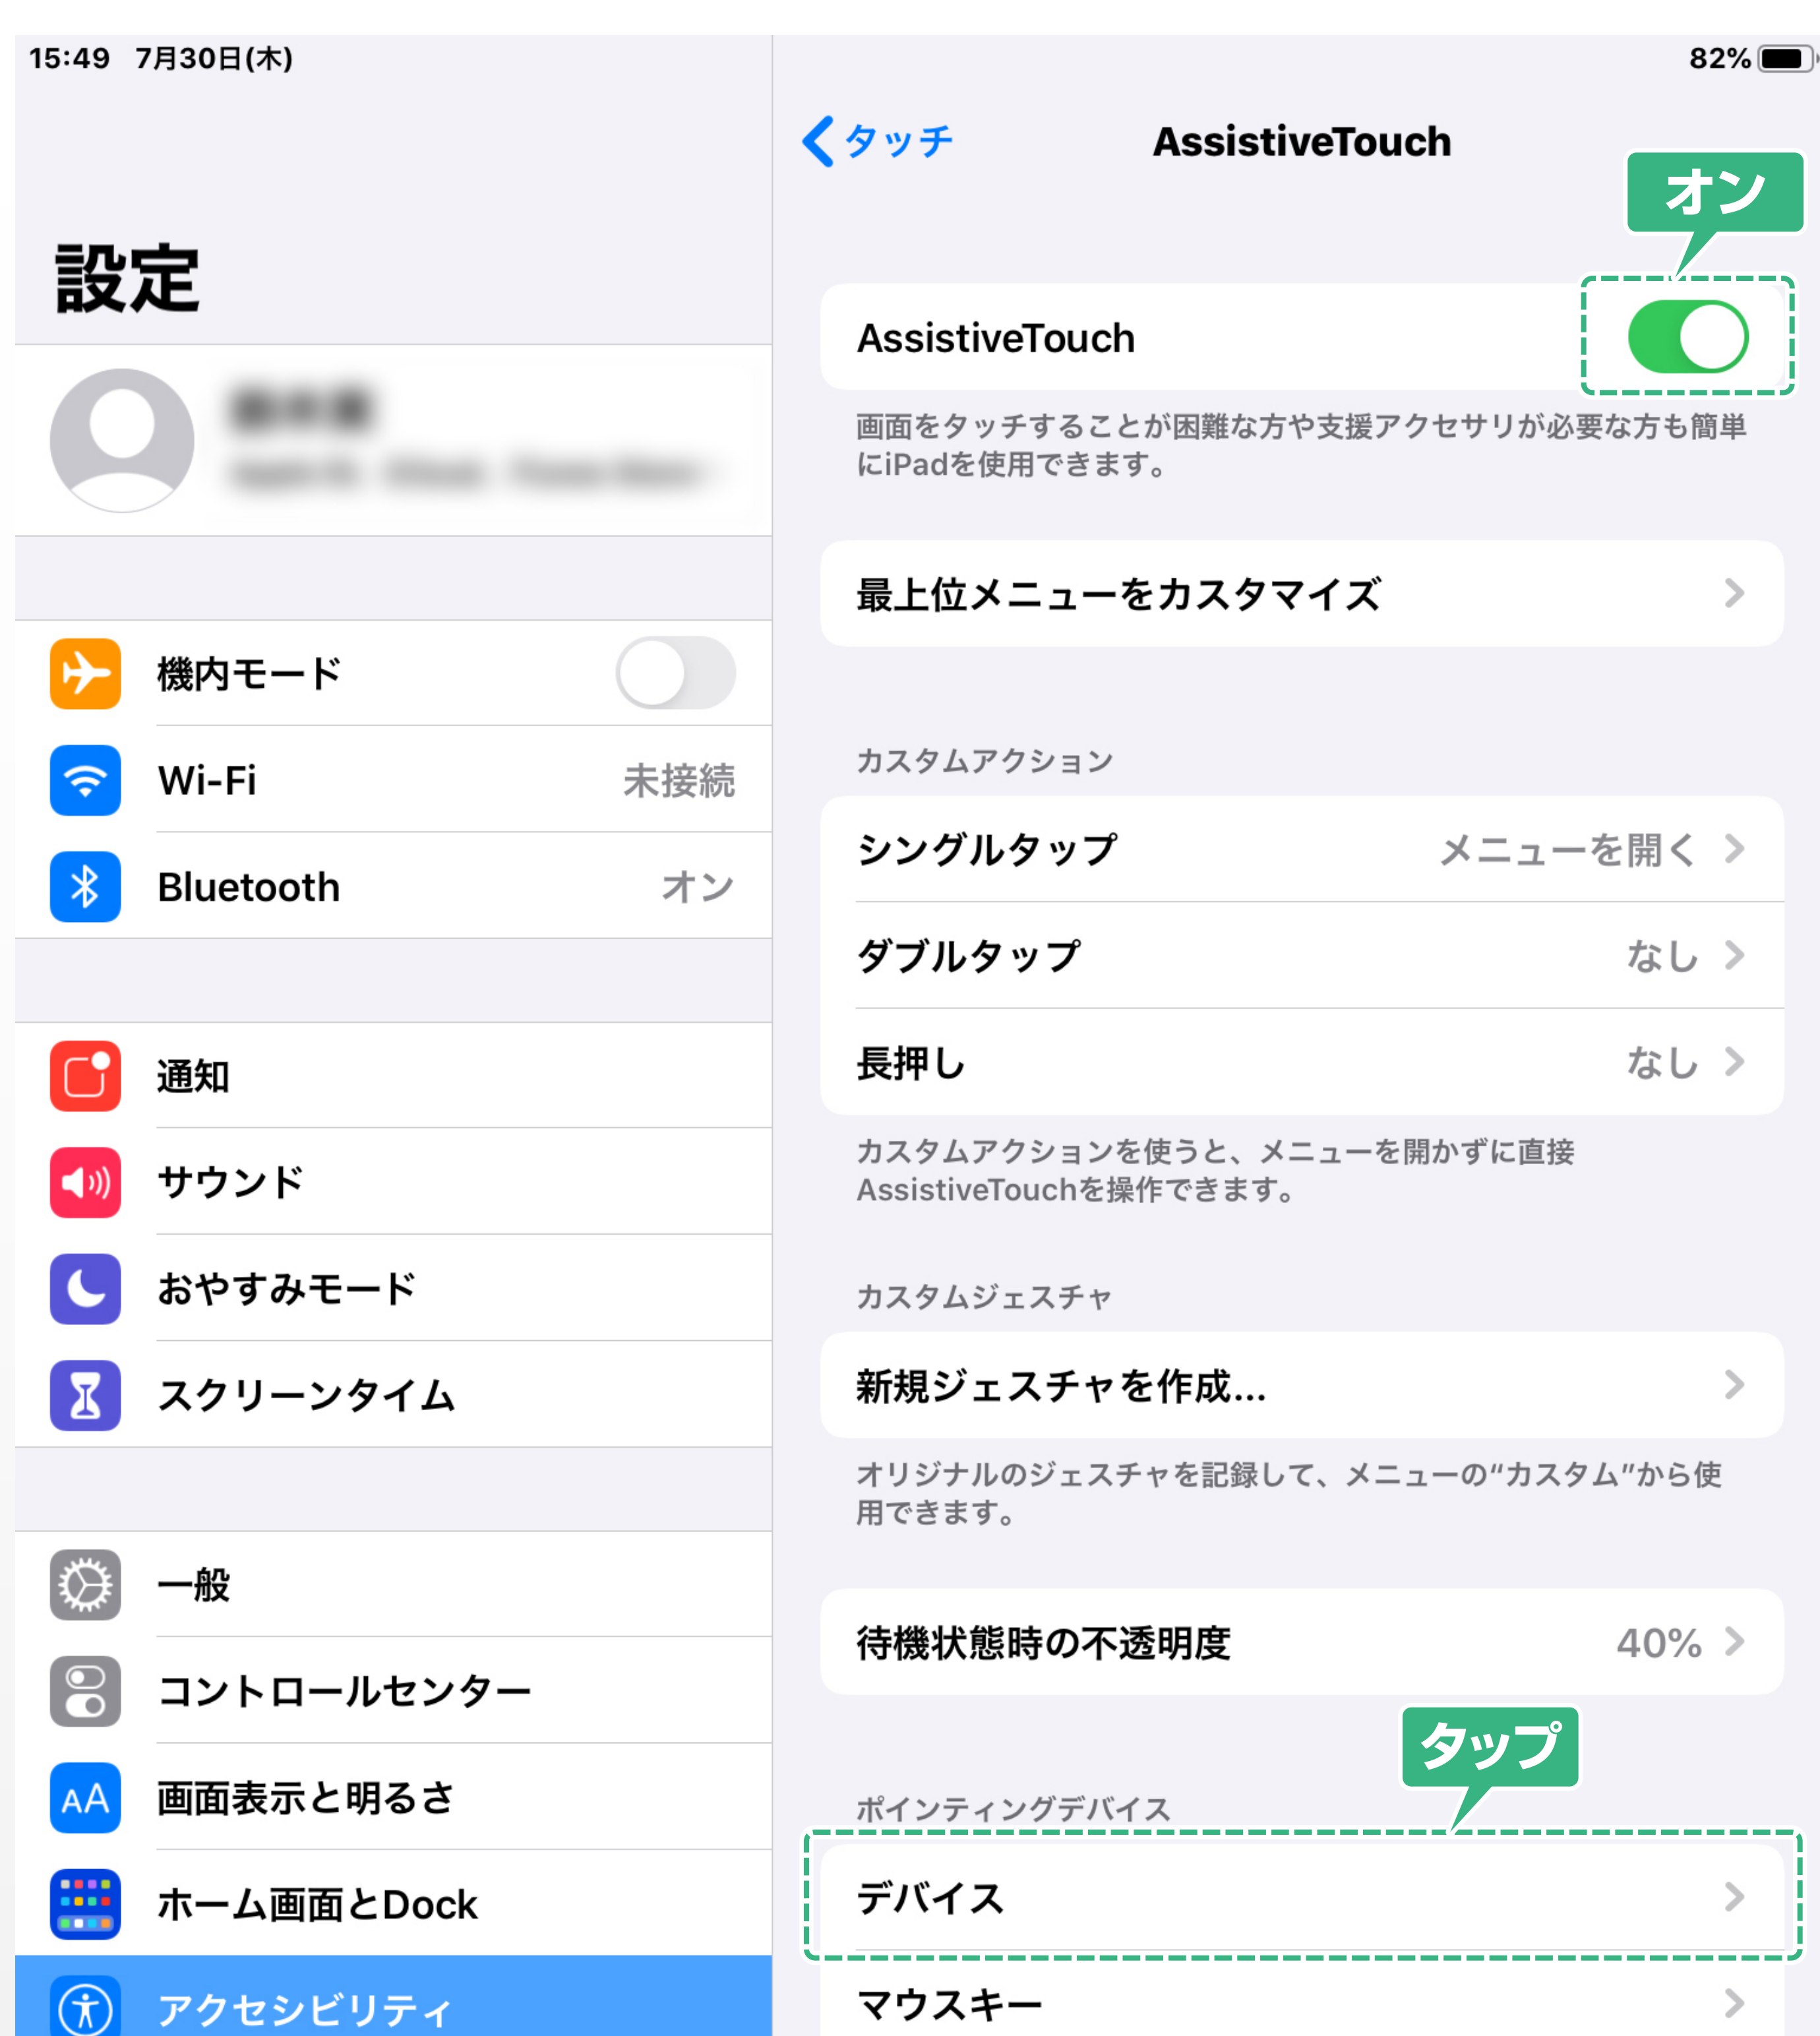 15:49 7月30日(木)
82%
設定
機内モード
Wi-Fi 未接続
Bluetooth オン
通知
サウンド
おやすみモード
スクリーンタイム
一般
コントロールセンター
AA 画面表示と明るさ
ホーム画面とDock
アクセシビリティ
タッチ AssistiveTouch
オン
AssistiveTouch
画面をタッチすることが困難な方や支援アクセサリが必要な方も簡単
にiPadを使用できます。
最上位メニューをカスタマイズ
カスタムアクション
シングルタップ メニューを開く
ダブルタップ なし
長押し なし
カスタムアクションを使うと、メニューを開かずに直接
AssistiveTouchを操作できます。
カスタムジェスチャ
新規ジェスチャを作成...
オリジナルのジェスチャを記録して、メニューの“カスタム”から使
用できます。
待機状態時の不透明度 40%
タップ
ポインティングデバイス
デバイス
マウスキー